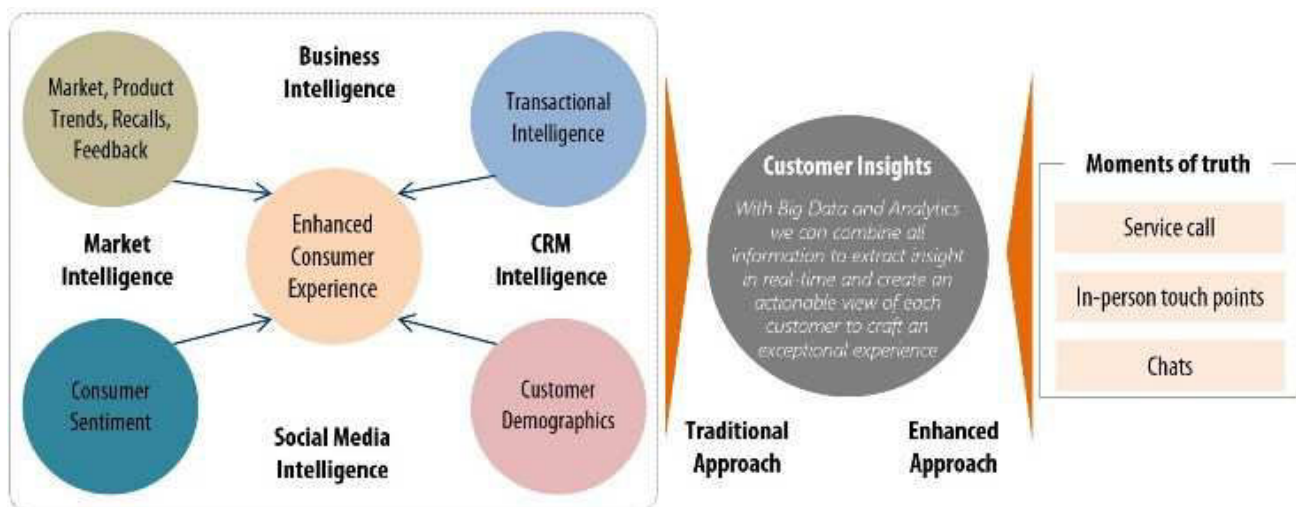 Business
Intelligence
Market, Product
Trends, Recalls,
Feedback
Transactional
Intelligence
Enhanced
Consumer
Experience
Market
Intelligence
CRM
Intelligence
Consumer
Sentiment
Customer
Demographics
Social Media
Intelligence
Customer Insights
With Big Data and Analytics
we can combine all
information to extract insight
in real-time and create an
actionable view of each
customer to craft an
exceptional experience
Traditional
Approach
Enhanced
Approach
Moments of truth
Service call
In-person touch points
Chats